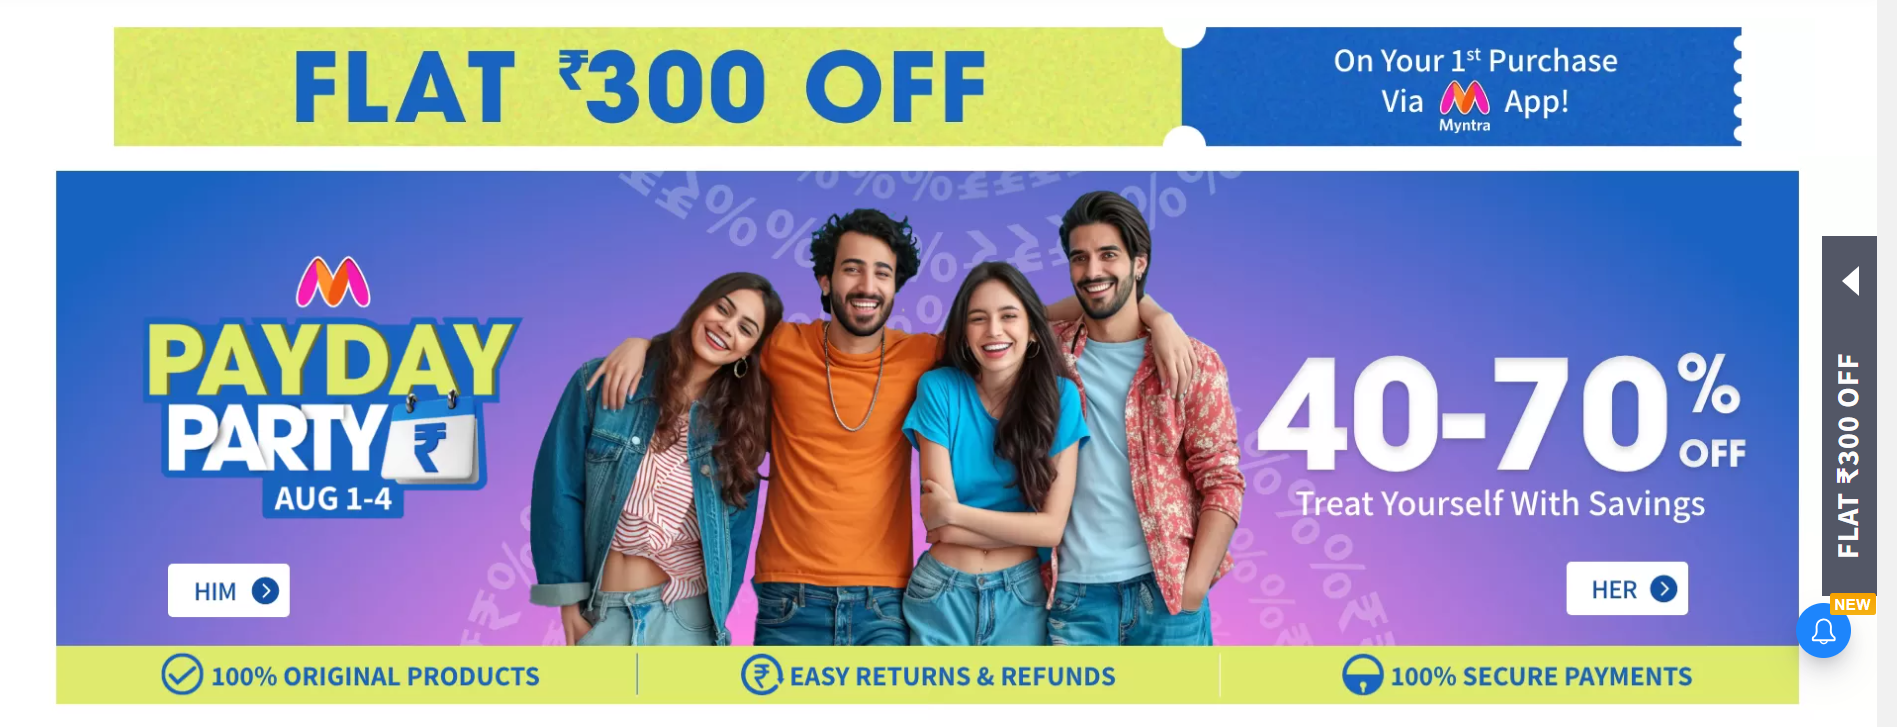 FLAT ₹300 OFF
On Your 1st Purchase
Via Myntra App!
PAYDAY
PARTY ₹
AUG 1-4
40-70% OFF
Treat Yourself With Savings
HIM
HER
100% ORIGINAL PRODUCTS
EASY RETURNS & REFUNDS
100% SECURE PAYMENTS
FLAT ₹300 OFF
NEW